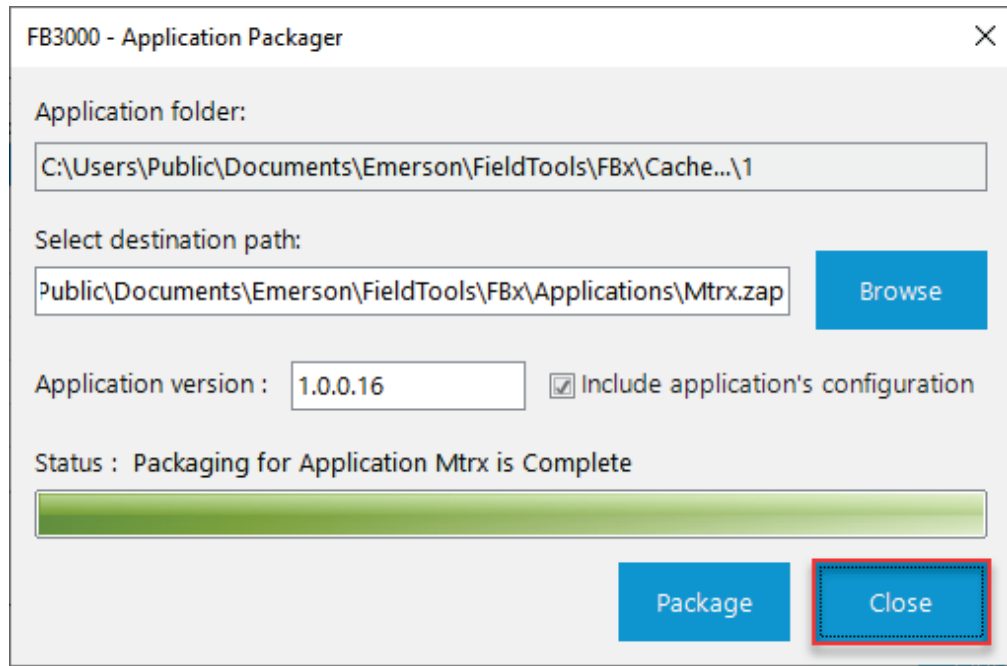 FB3000 - Application Packager
Application folder:
C:\Users\Public\Documents\Emerson\FieldTools\FBx\Cache...\1
Select destination path:
Public\Documents\Emerson\FieldTools\FBx\Applications\Mtrx.zap
Browse
Application version : 1.0.0.16 Include application's configuration
Status : Packaging for Application Mtrx is Complete
Package Close